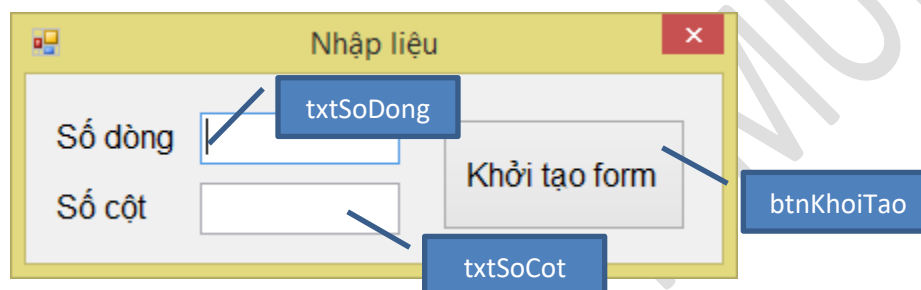 Nhập liệu
txtSoDong
Số dòng
Khởi tạo form
Số cột
btnKhoiTao
txtSoCot